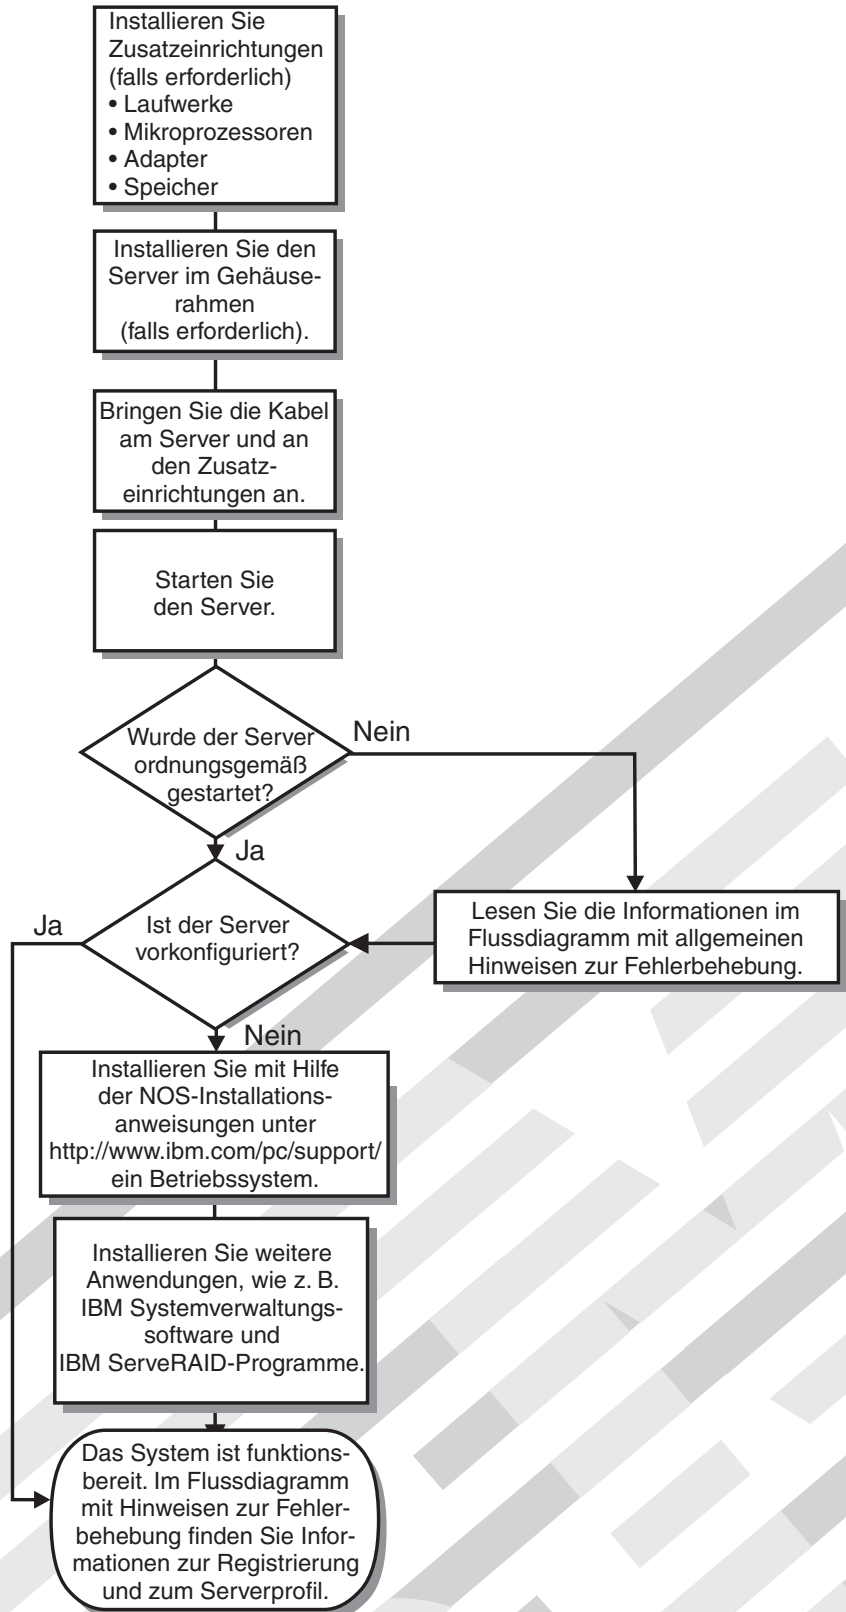 Installieren Sie
Zusatzeinrichtungen
(falls erforderlich)
• Laufwerke
• Mikroprozessoren
• Adapter
• Speicher
Installieren Sie den
Server im Gehäuse-
rahmen
(falls erforderlich).
Bringen Sie die Kabel
am Server und an
den Zusatz-
einrichtungen an.
Starten Sie
den Server.
Wurde der Server
ordnungsgemäß
gestartet?
Nein
Ja
Lesen Sie die Informationen im
Flussdiagramm mit allgemeinen
Hinweisen zur Fehlerbehebung.
Ist der Server
vorkonfiguriert?
Ja
Nein
Installieren Sie mit Hilfe
der NOS-Installations-
anweisungen unter
http://www.ibm.com/pc/support/
ein Betriebssystem.
Installieren Sie weitere
Anwendungen, wie z. B.
IBM Systemverwaltungs-
software und
IBM ServeRAID-Programme.
Das System ist funktions-
bereit. Im Flussdiagramm
mit Hinweisen zur Fehler-
behebung finden Sie Infor-
mationen zur Registrierung
und zum Serverprofil.